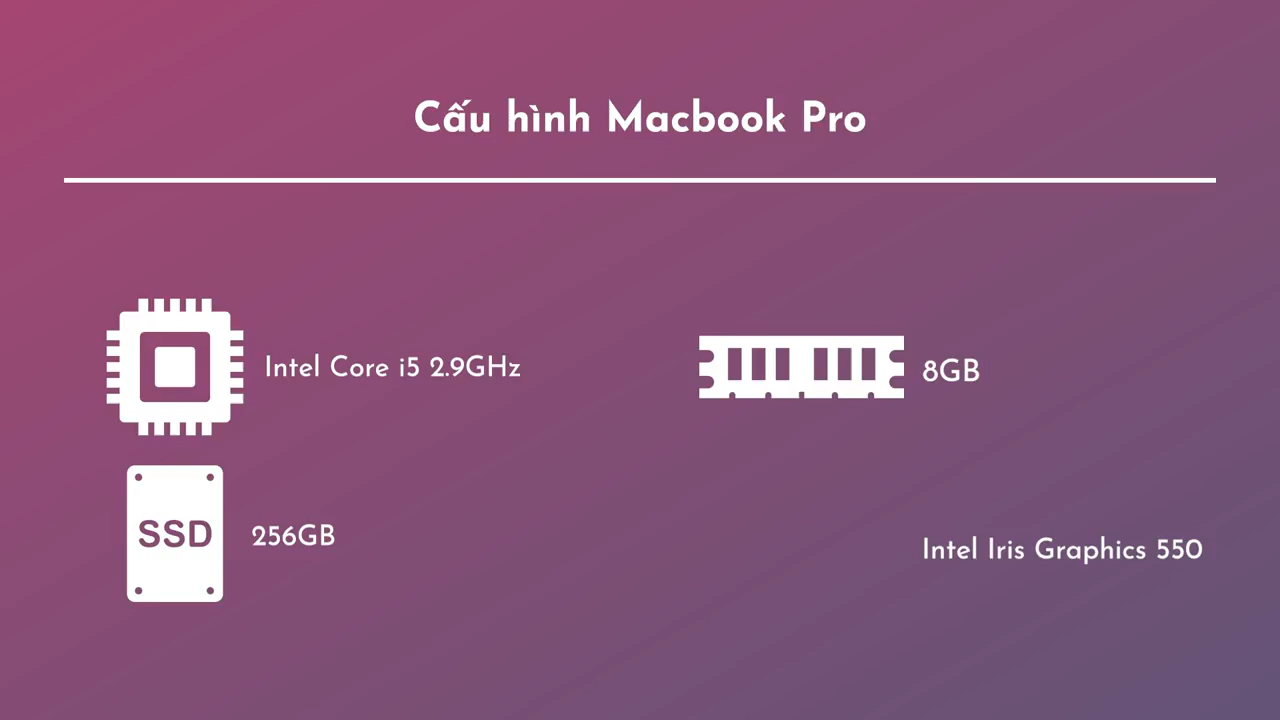 Cấu hình Macbook Pro
Intel Core i5 2.9GHz
8GB
SSD
256GB
Intel Iris Graphics 550